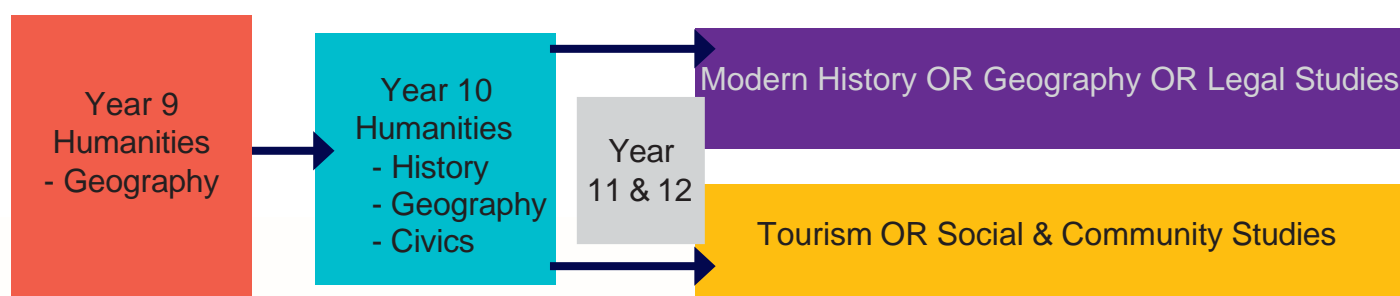 Year 9
Humanities
- Geography
Year 10
Humanities
- History
- Geography
- Civics
Year
11 & 12
Modern History OR Geography OR Legal Studies
Tourism OR Social & Community Studies